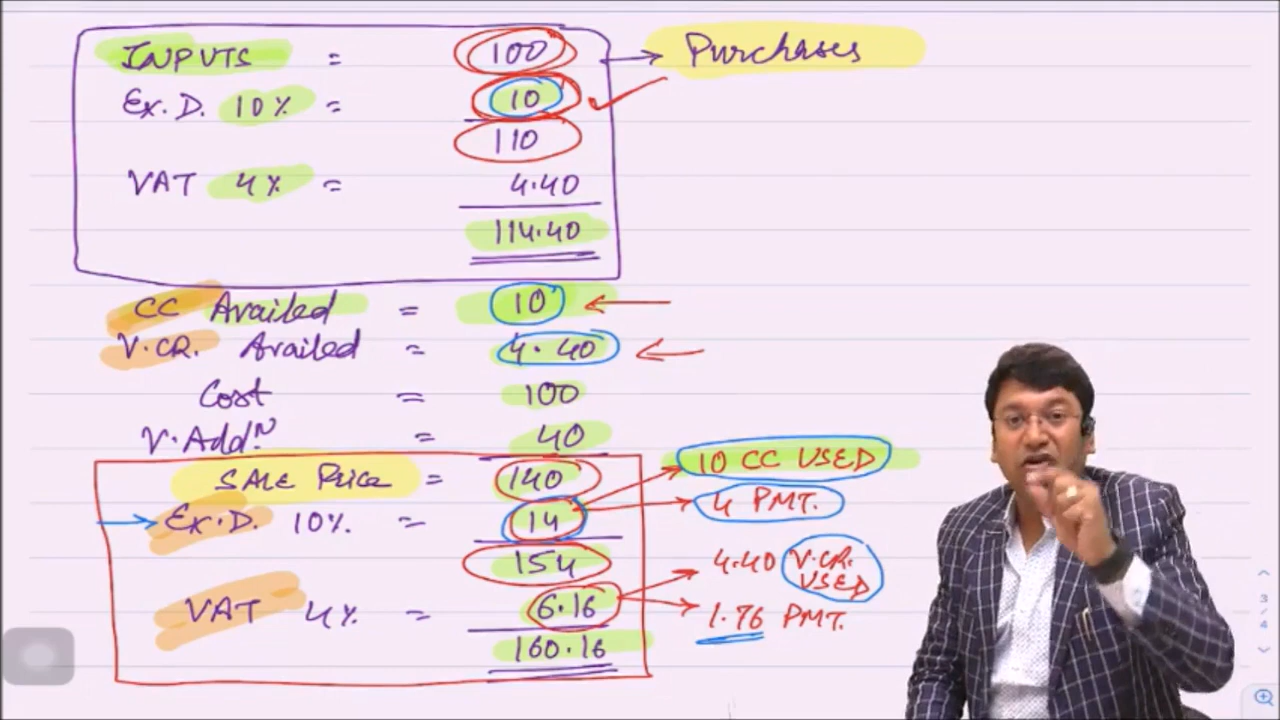 INPUTS = 100 → Purchases
Ex.D. 10% = 10
110
VAT 4% = 4.40
114.40
CC Availed = 10
V.CR. Availed = 4.40
Cost = 100
V.Addⁿ = 40
SALE Price = 140
10 CC USED
Ex.D. 10% = 14
4 PMT.
154
4.40 V.CR. USED
VAT 4% = 6.16
1.76 PMT.
160.16
3/4